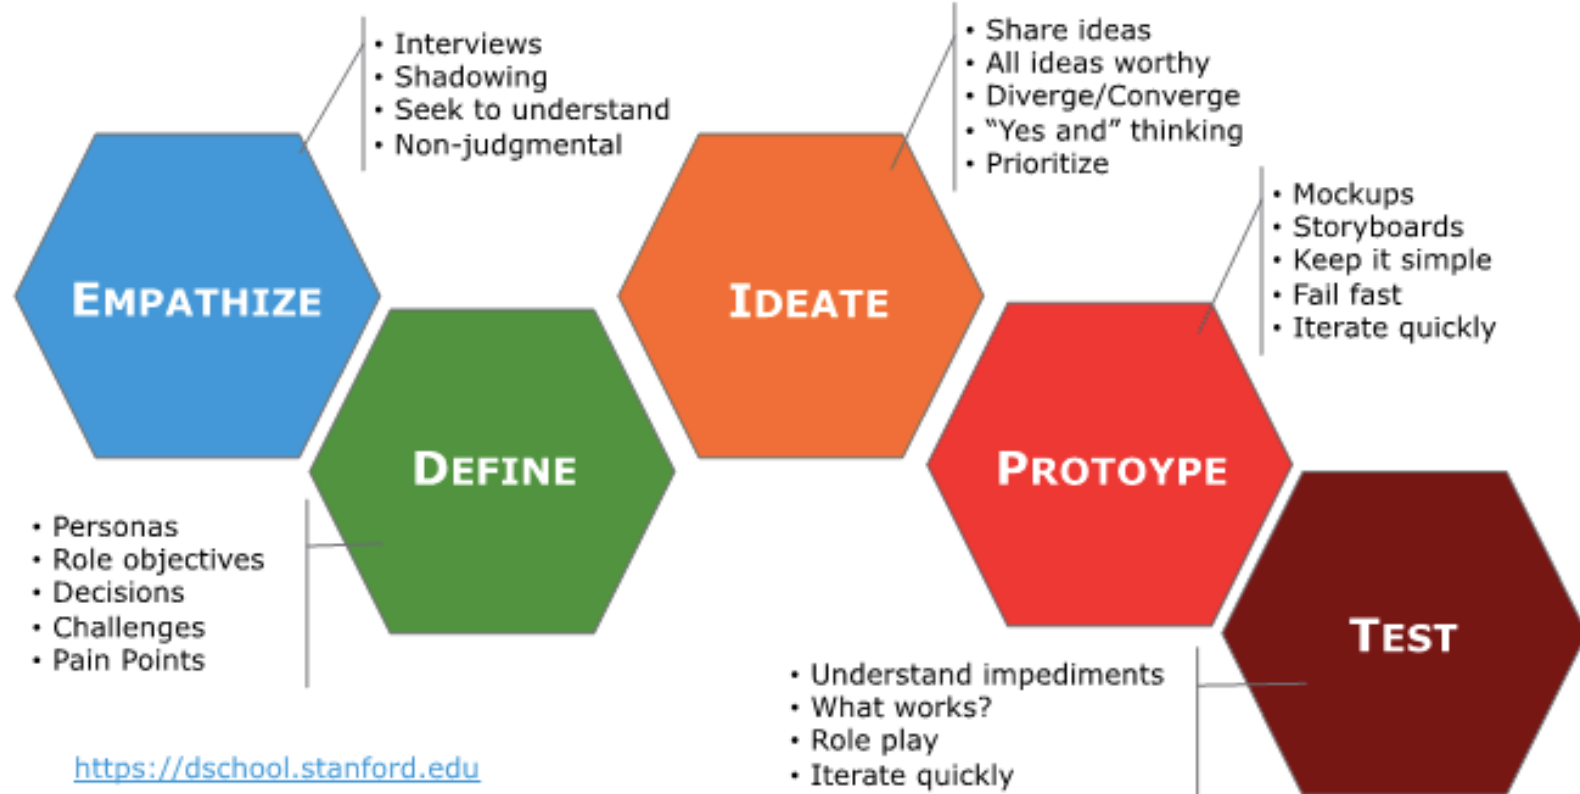 EMPATHIZE
• Interviews
• Shadowing
• Seek to understand
• Non-judgmental
DEFINE
• Personas
• Role objectives
• Decisions
• Challenges
• Pain Points
IDEATE
• Share ideas
• All ideas worthy
• Diverge/Converge
• “Yes and” thinking
• Prioritize
PROTOYPE
• Mockups
• Storyboards
• Keep it simple
• Fail fast
• Iterate quickly
TEST
• Understand impediments
• What works?
• Role play
• Iterate quickly
https://dschool.stanford.edu